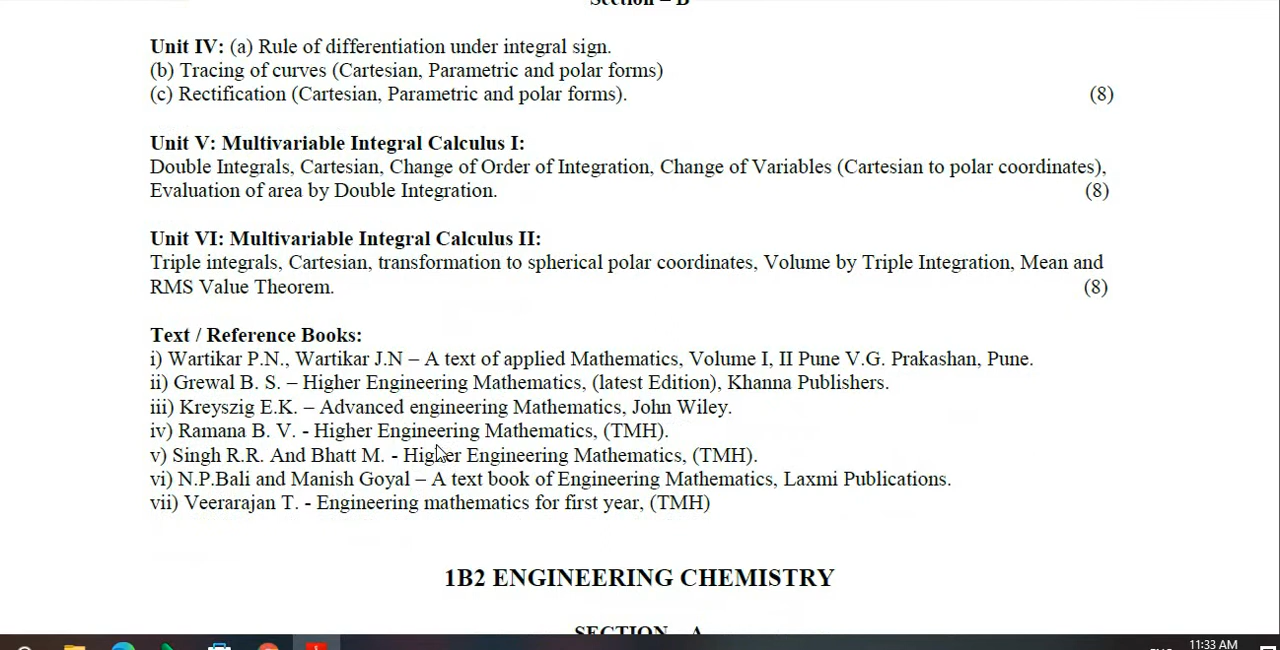 Section – B
Unit IV: (a) Rule of differentiation under integral sign.
(b) Tracing of curves (Cartesian, Parametric and polar forms)
(c) Rectification (Cartesian, Parametric and polar forms). (8)
Unit V: Multivariable Integral Calculus I:
Double Integrals, Cartesian, Change of Order of Integration, Change of Variables (Cartesian to polar coordinates),
Evaluation of area by Double Integration. (8)
Unit VI: Multivariable Integral Calculus II:
Triple integrals, Cartesian, transformation to spherical polar coordinates, Volume by Triple Integration, Mean and
RMS Value Theorem. (8)
Text / Reference Books:
i) Wartikar P.N., Wartikar J.N – A text of applied Mathematics, Volume I, II Pune V.G. Prakashan, Pune.
ii) Grewal B. S. – Higher Engineering Mathematics, (latest Edition), Khanna Publishers.
iii) Kreyszig E.K. – Advanced engineering Mathematics, John Wiley.
iv) Ramana B. V. - Higher Engineering Mathematics, (TMH).
v) Singh R.R. And Bhatt M. - Higher Engineering Mathematics, (TMH).
vi) N.P.Bali and Manish Goyal – A text book of Engineering Mathematics, Laxmi Publications.
vii) Veerarajan T. - Engineering mathematics for first year, (TMH)
1B2 ENGINEERING CHEMISTRY
SECTION – A
11:33 AM